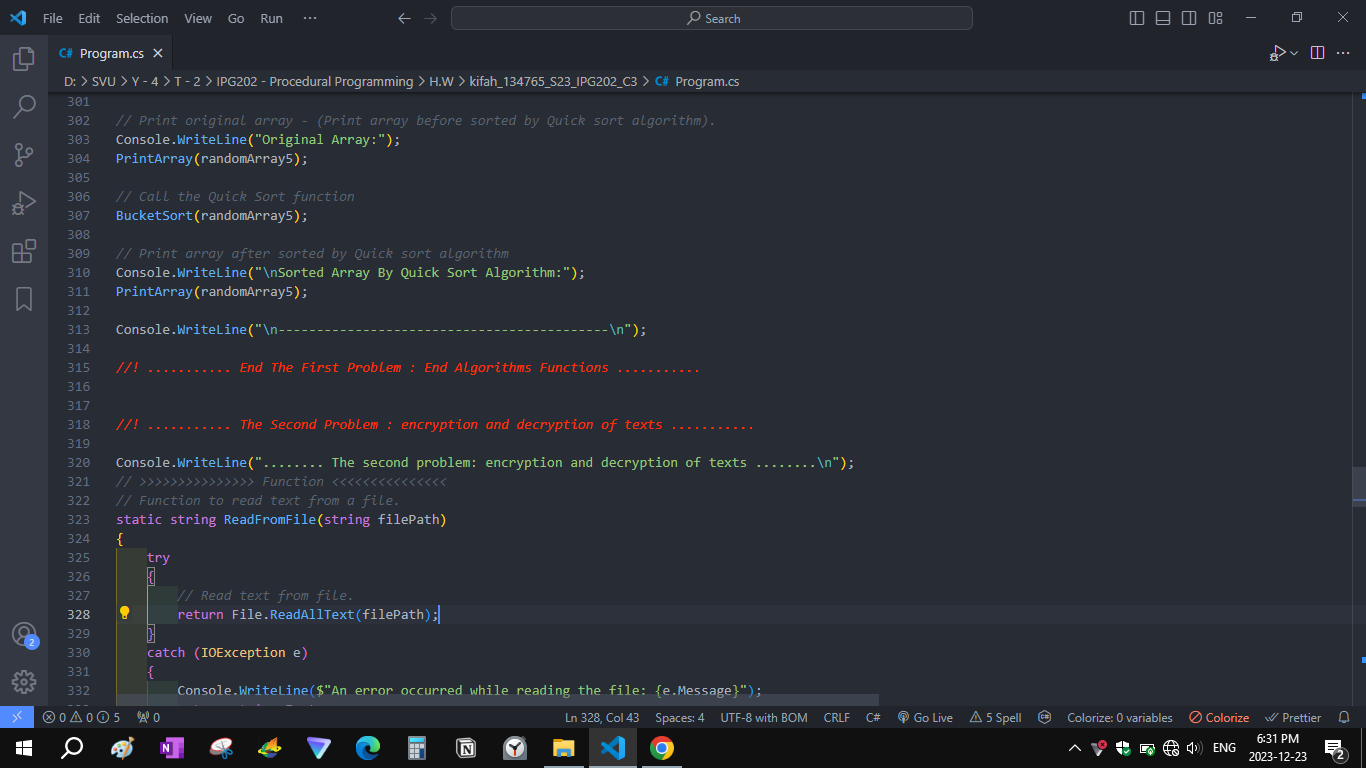 File Edit Selection View Go Run ··· Search
C# Program.cs
D: > SVU > Y - 4 > T - 2 > IPG202 - Procedural Programming > H.W > kifah_134765_S23_IPG202_C3 > C# Program.cs
301
302 // Print original array - (Print array before sorted by Quick sort algorithm).
303 Console.WriteLine("Original Array:");
304 PrintArray(randomArray5);
305
306 // Call the Quick Sort function
307 BucketSort(randomArray5);
308
309 // Print array after sorted by Quick sort algorithm
310 Console.WriteLine("\nSorted Array By Quick Sort Algorithm:");
311 PrintArray(randomArray5);
312
313 Console.WriteLine("\n-------------------------------------------\n");
314
315 //! ........... End The First Problem : End Algorithms Functions ...........
316
317
318 //! ........... The Second Problem : encryption and decryption of texts ...........
319
320 Console.WriteLine("........ The second problem: encryption and decryption of texts ........\n");
321 // >>>>>>>>>>>>>>> Function <<<<<<<<<<<<<<<
322 // Function to read text from a file.
323 static string ReadFromFile(string filePath)
324 {
325 try
326 {
327 // Read text from file.
328 return File.ReadAllText(filePath);
329 }
330 catch (IOException e)
331 {
332 Console.WriteLine($"An error occurred while reading the file: {e.Message}");
2
0 0 5 0 Ln 328, Col 43 Spaces: 4 UTF-8 with BOM CRLF C# Go Live 5 Spell Colorize: 0 variables Colorize Prettier
ENG 6:31 PM
2023-12-23 2